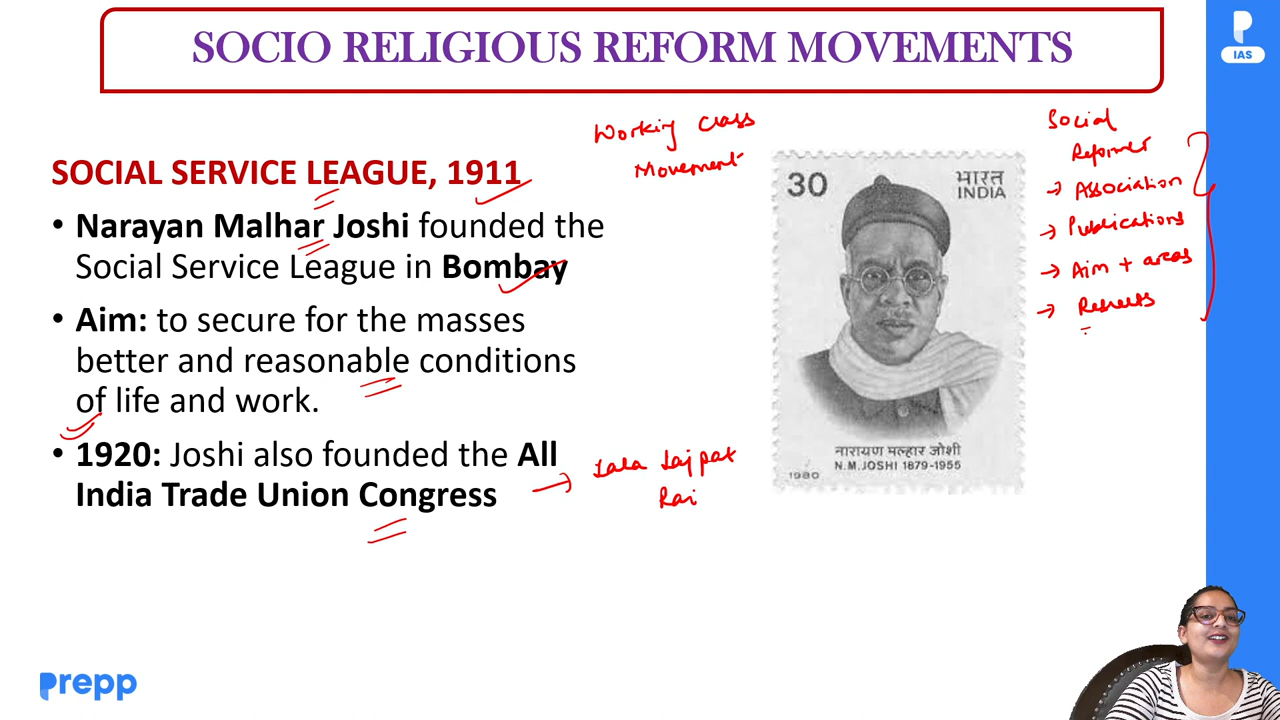 SOCIO RELIGIOUS REFORM MOVEMENTS
P
IAS
SOCIAL SERVICE LEAGUE, 1911
• Narayan Malhar Joshi founded the
Social Service League in Bombay
• Aim: to secure for the masses
better and reasonable conditions
of life and work.
• 1920: Joshi also founded the All
India Trade Union Congress
Working Class
Movement
→ Lala Lajpat
Rai
30
भारत
INDIA
नारायण मल्हार जोशी
N.M.JOSHI 1879-1955
1980
Social
Reformer
→ Association
→ Publications
→ Aim + areas
→
prepp